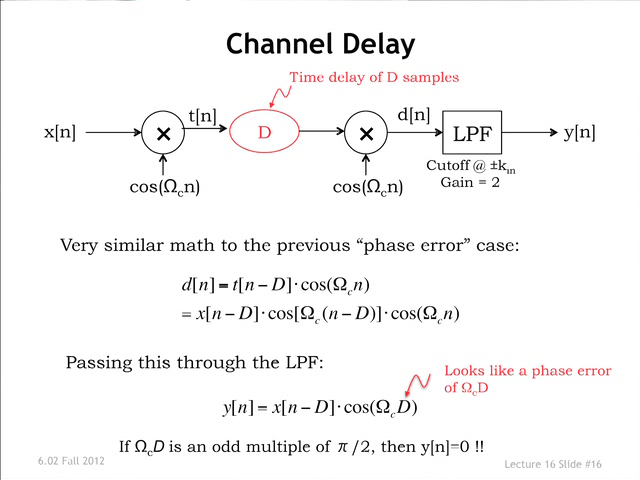 Channel Delay
Time delay of D samples
x[n] × t[n] D × d[n] LPF y[n]
cos(Ωcn) cos(Ωcn) Cutoff @ ±kin
Gain = 2
Very similar math to the previous “phase error” case:
d[n] = t[n − D]·cos(Ωcn)
= x[n − D]·cos[Ωc(n − D)]·cos(Ωcn)
Passing this through the LPF:
Looks like a phase error
of ΩcD
y[n] = x[n − D]·cos(ΩcD)
If ΩcD is an odd multiple of π/2, then y[n]=0 !!
6.02 Fall 2012
Lecture 16 Slide #16